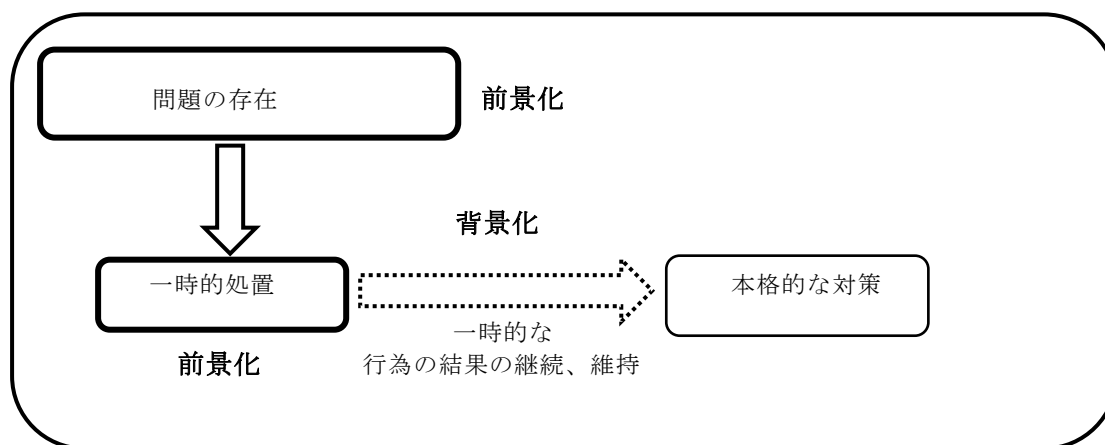 問題の存在
前景化
背景化
一時的処置
本格的な対策
一時的な
行為の結果の継続、維持
前景化